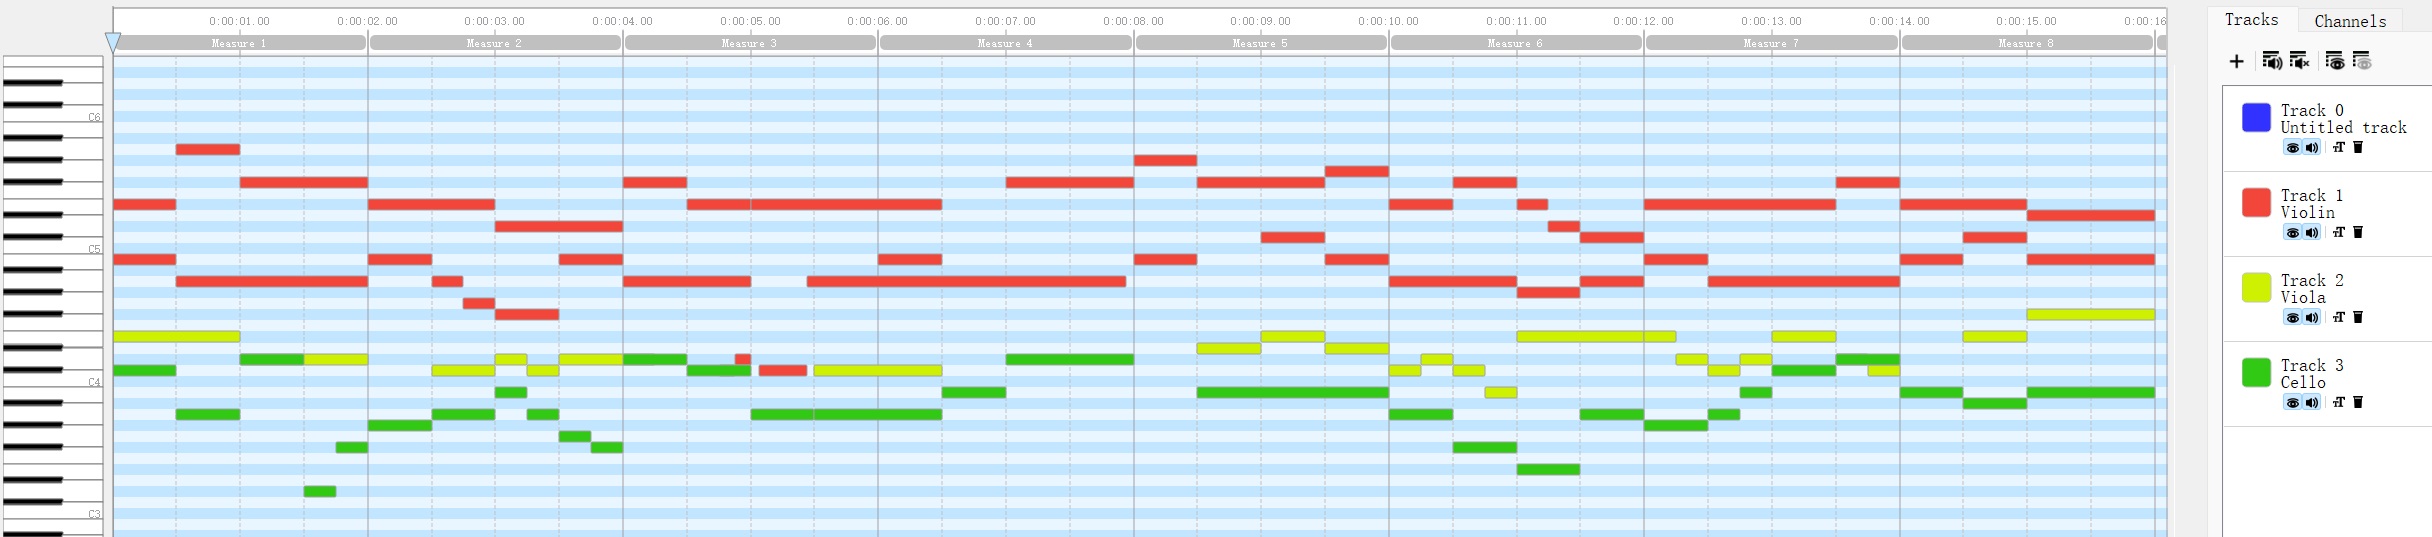 0:00:01.00 0:00:02.00 0:00:03.00 0:00:04.00 0:00:05.00 0:00:06.00 0:00:07.00 0:00:08.00 0:00:09.00 0:00:10.00 0:00:11.00 0:00:12.00 0:00:13.00 0:00:14.00 0:00:15.00 0:00:16
Measure 1 Measure 2 Measure 3 Measure 4 Measure 5 Measure 6 Measure 7 Measure 8
C6
C5
C4
C3
Tracks Channels
Track 0
Untitled track
Track 1
Violin
Track 2
Viola
Track 3
Cello